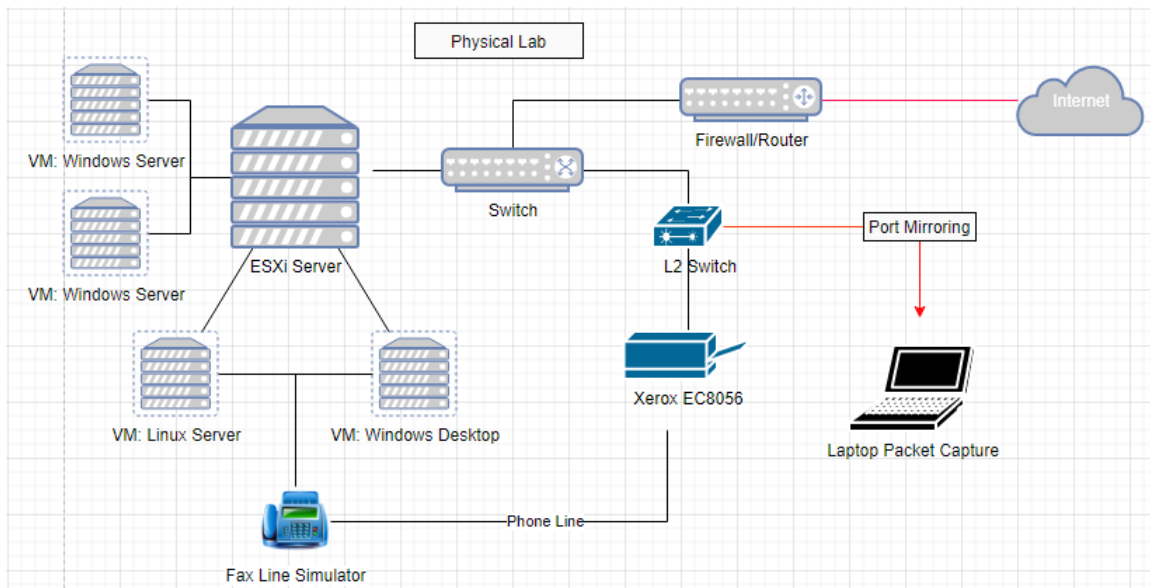 Physical Lab
Internet
VM: Windows Server
Firewall/Router
Switch
Port Mirroring
ESXi Server
L2 Switch
VM: Windows Server
Xerox EC8056
VM: Linux Server
VM: Windows Desktop
Laptop Packet Capture
Phone Line
Fax Line Simulator